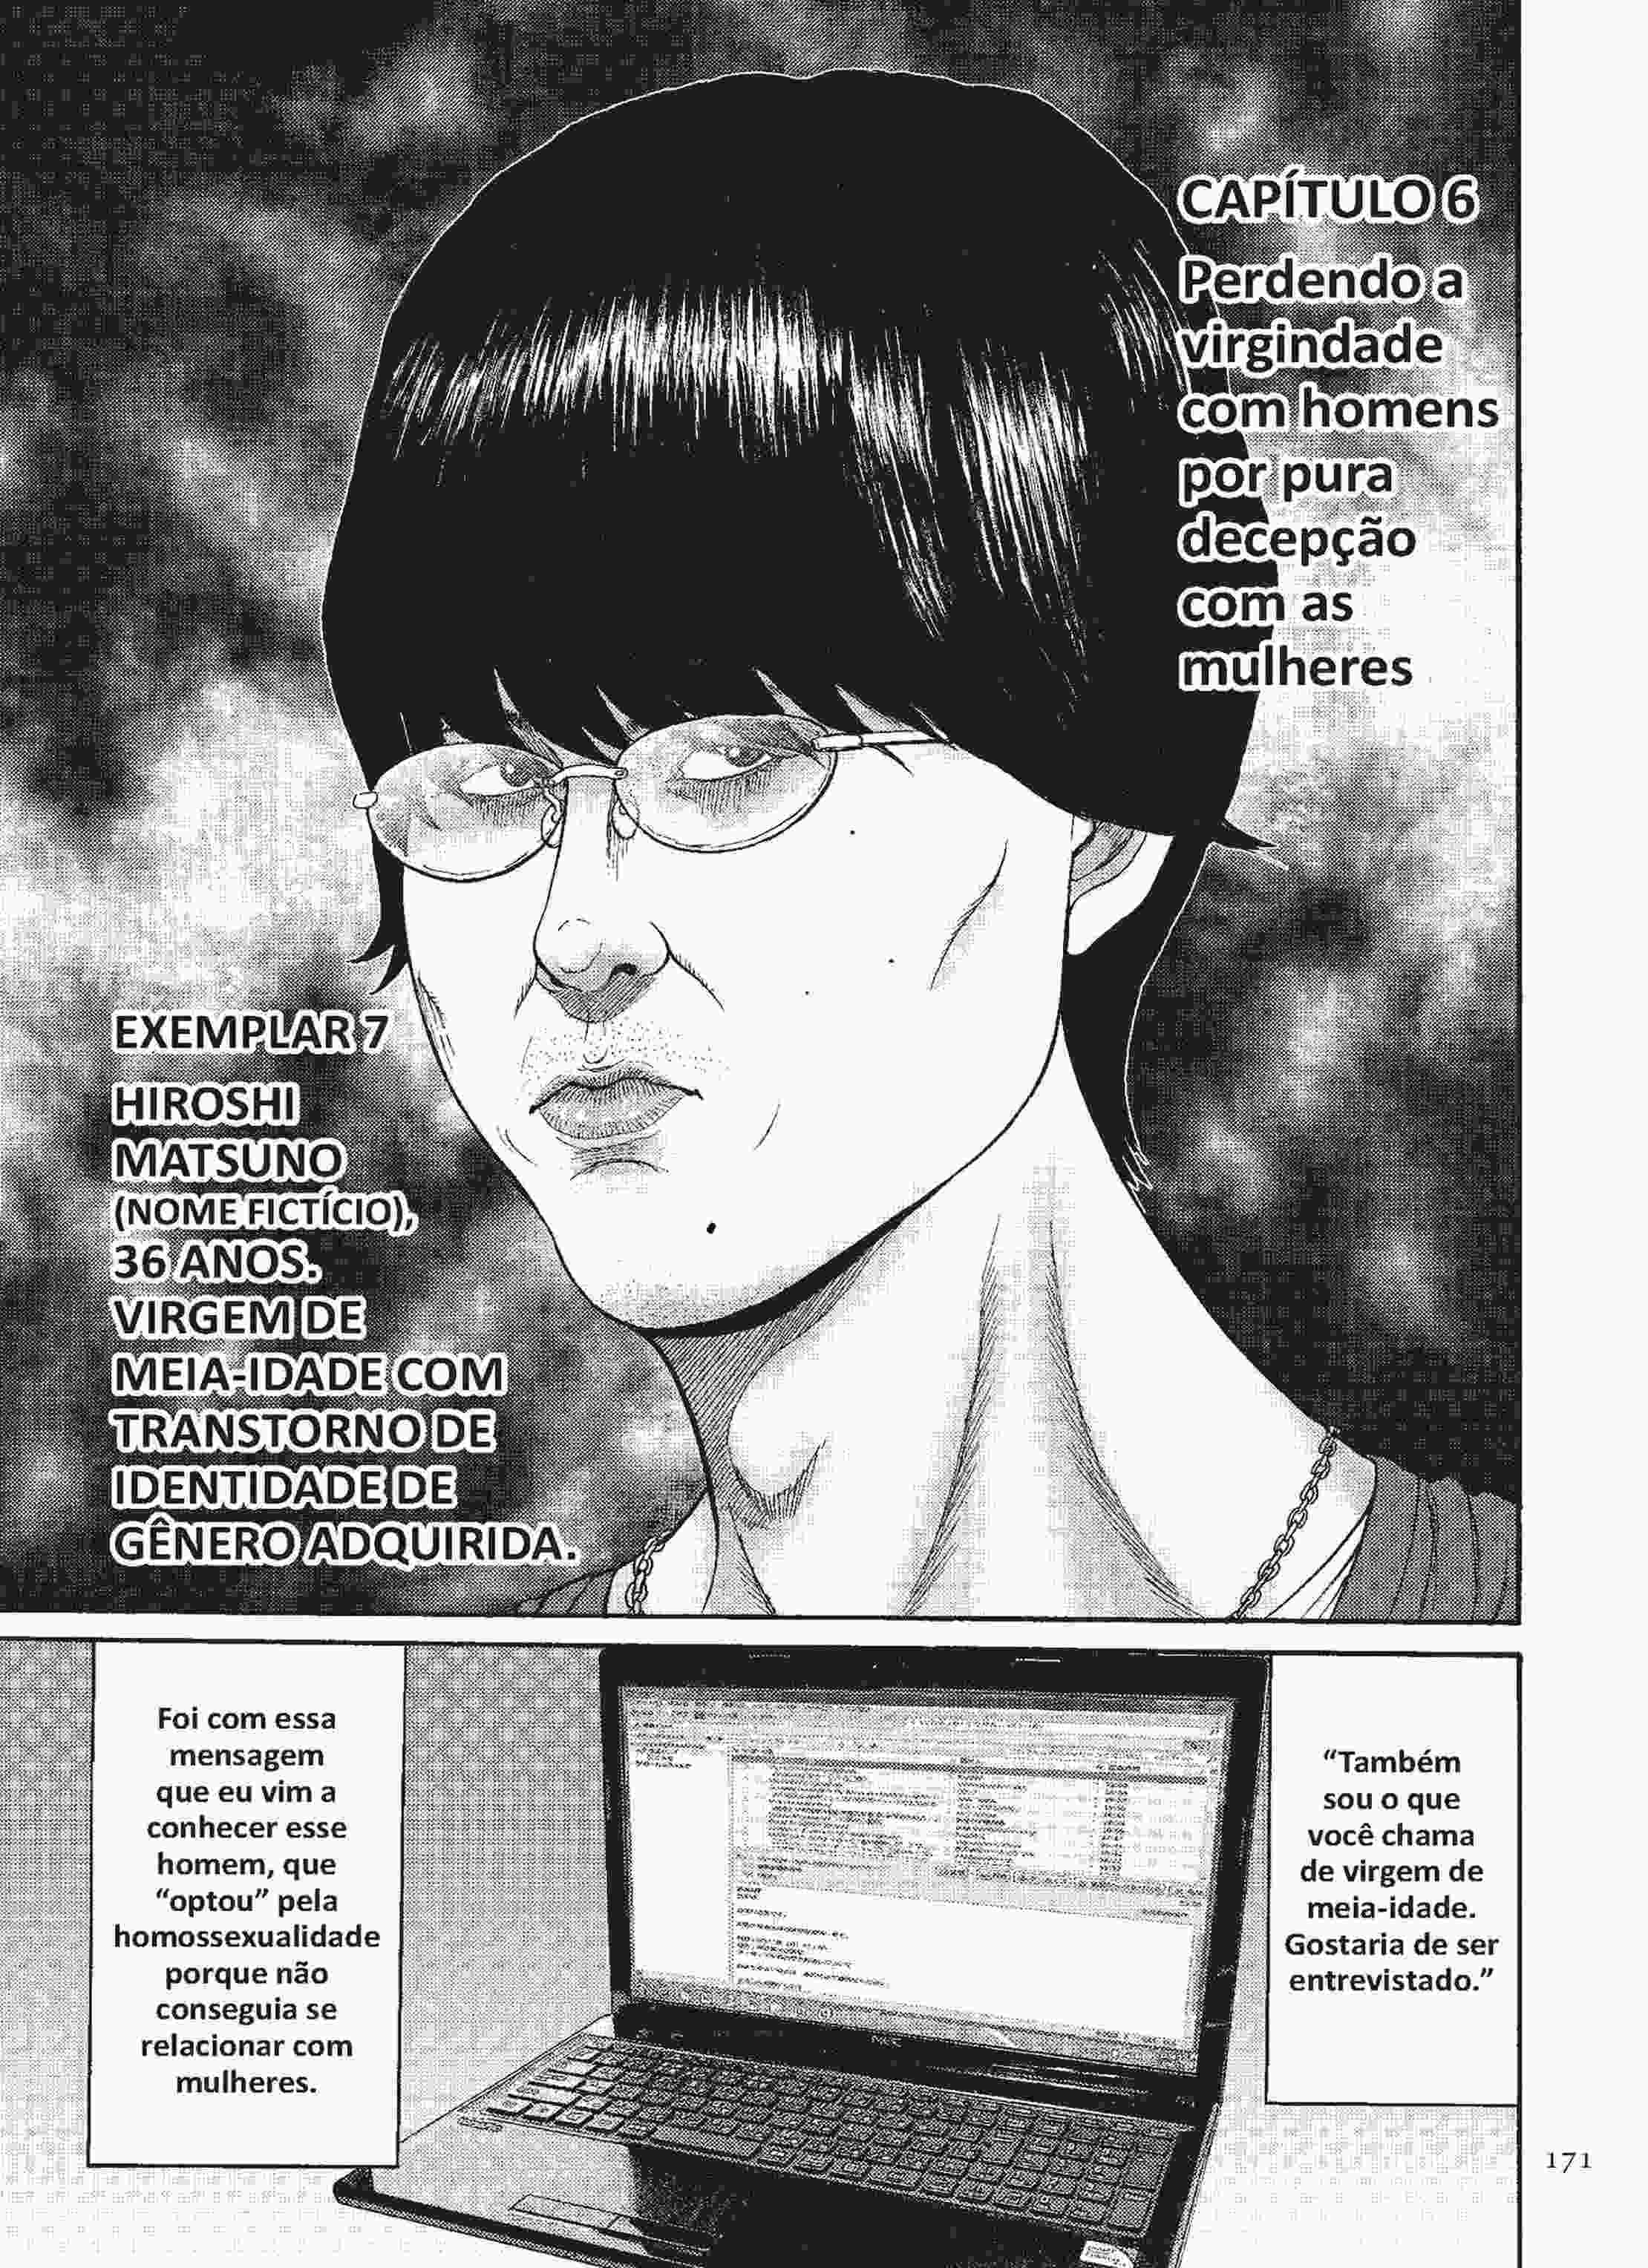 CAPÍTULO 6
Perdendo a
virgindade
com homens
por pura
decepção
com as
mulheres
EXEMPLAR 7
HIROSHI
MATSUNO
(NOME FICTÍCIO),
36 ANOS.
VIRGEM DE
MEIA-IDADE COM
TRANSTORNO DE
IDENTIDADE DE
GÊNERO ADQUIRIDA.
“Também
sou o que
você chama
de virgem de
meia-idade.
Gostaria de ser
entrevistado.”
Foi com essa
mensagem
que eu vim a
conhecer esse
homem, que
“optou” pela
homossexualidade
porque não
conseguia se
relacionar com
mulheres.
171